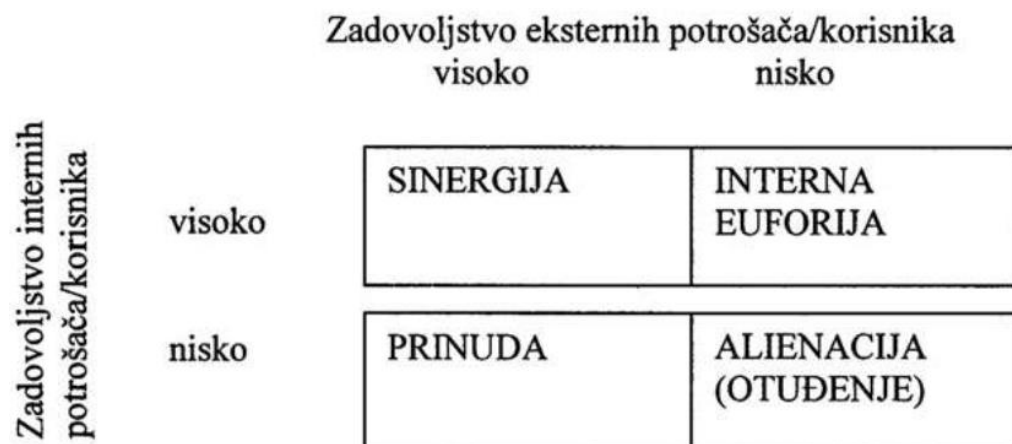 Zadovoljstvo eksternih potrošača/korisnika
visoko nisko
Zadovoljstvo internih
potrošača/korisnika
visoko
SINERGIJA
INTERNA
EUFORIJA
nisko
PRINUDA
ALIENACIJA
(OTUĐENJE)